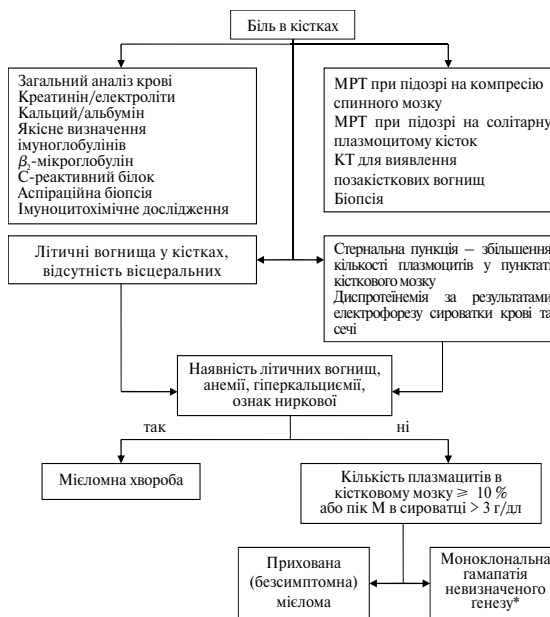 Біль в кістках
Загальний аналіз крові
Креатинін/електроліти
Кальций/альбумін
Якісне визначення
імуноглобулінів
β₂-мікроглобулін
С-реактивний білок
Аспіраційна біопсія
Імуноцитохімічне дослідження
МРТ при підозрі на компресію
спинного мозку
МРТ при підозрі на солітарну
плазмоцитому кісток
КТ для виявлення
позакісткових вогнищ
Біопсія
Літичні вогнища у кістках,
відсутність вісцеральних
Стернальна пункція – збільшення
кількості плазмоцитів у пунктаті
кісткового мозку
Диспротеїнемія за результатами
електрофорезу сироватки крові та
сечі
Наявність літичних вогнищ,
анемії, гіперкальциємії,
ознак ниркової
так
ні
Мієломна хвороба
Кількість плазмацитів в
кістковому мозку ⩾ 10 %
або пік М в сироватці > 3 г/дл
Прихована
(безсимптомна)
мієлома
Моноклональна
гамапатія
невизначеного
ґенезу*